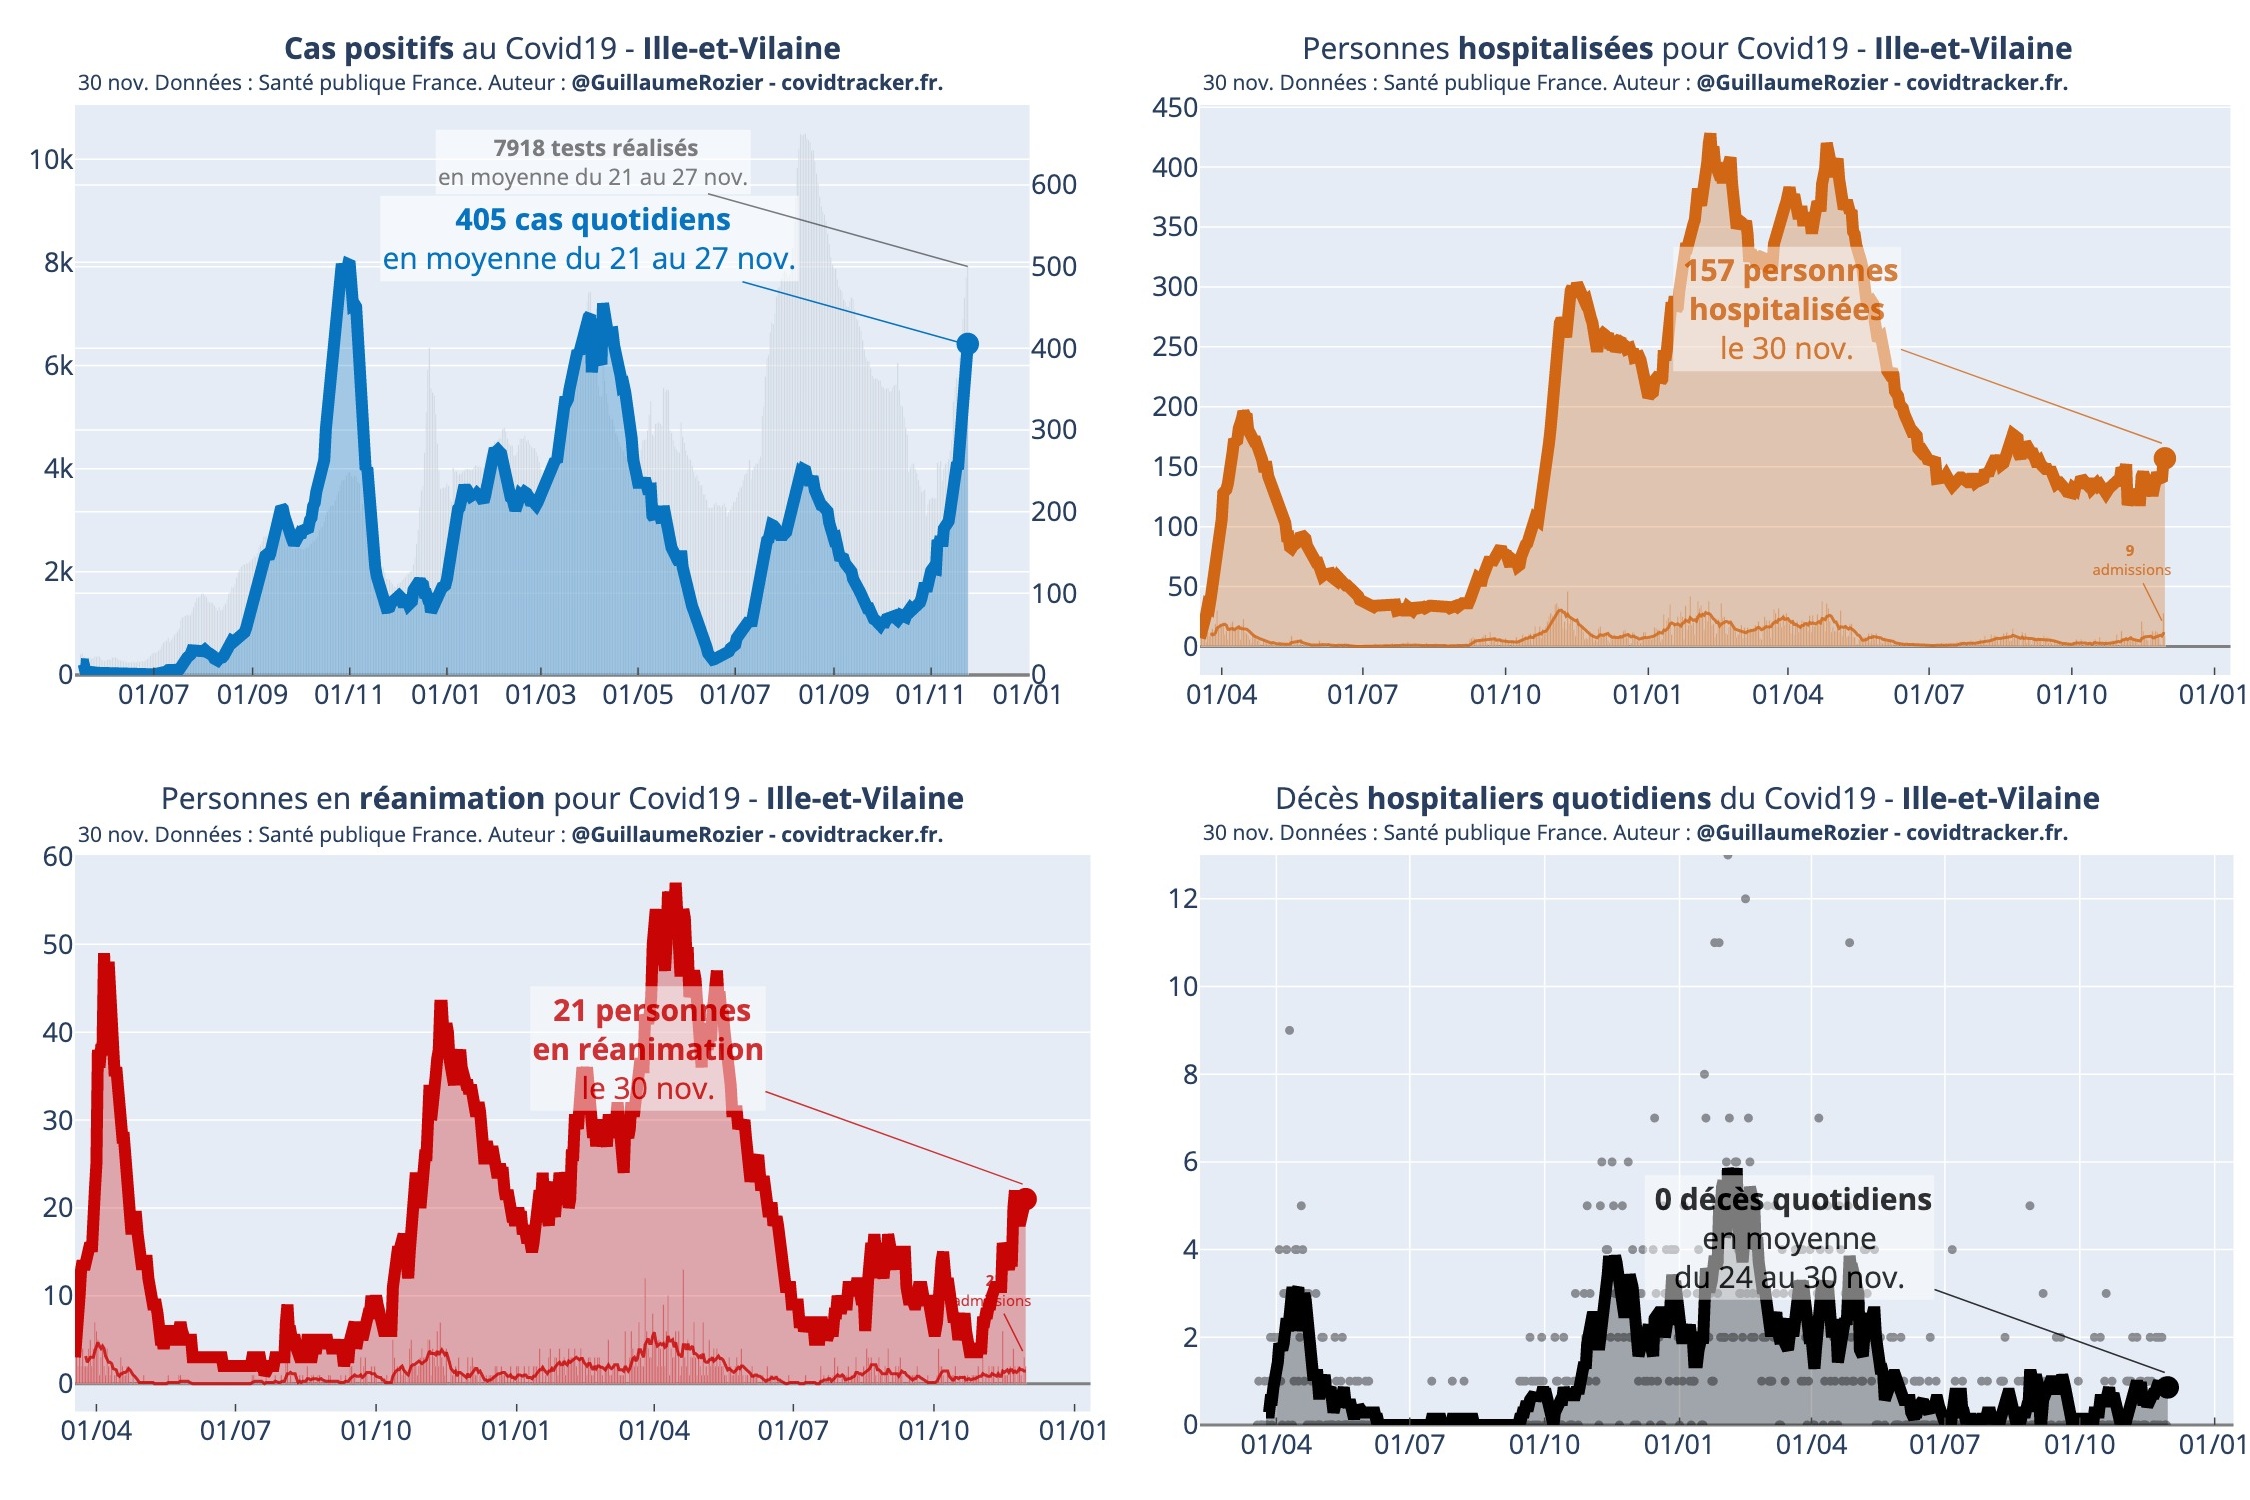 Cas positifs au Covid19 - Ille-et-Vilaine
30 nov. Données : Santé publique France. Auteur : @GuillaumeRozier - covidtracker.fr.
7918 tests réalisés
en moyenne du 21 au 27 nov.
405 cas quotidiens
en moyenne du 21 au 27 nov.
10k
8k
6k
4k
2k
0
600
500
400
300
200
100
0
01/07 01/09 01/11 01/01 01/03 01/05 01/07 01/09 01/11 01/01
Personnes hospitalisées pour Covid19 - Ille-et-Vilaine
30 nov. Données : Santé publique France. Auteur : @GuillaumeRozier - covidtracker.fr.
450
400
350
300
250
200
150
100
50
0
157 personnes
hospitalisées
le 30 nov.
9
admissions
01/04 01/07 01/10 01/01 01/04 01/07 01/10 01/01
Personnes en réanimation pour Covid19 - Ille-et-Vilaine
30 nov. Données : Santé publique France. Auteur : @GuillaumeRozier - covidtracker.fr.
60
50
40
30
20
10
0
21 personnes
en réanimation
le 30 nov.
2
admissions
01/04 01/07 01/10 01/01 01/04 01/07 01/10 01/01
Décès hospitaliers quotidiens du Covid19 - Ille-et-Vilaine
30 nov. Données : Santé publique France. Auteur : @GuillaumeRozier - covidtracker.fr.
12
10
8
6
4
2
0
0 décès quotidiens
en moyenne
du 24 au 30 nov.
01/04 01/07 01/10 01/01 01/04 01/07 01/10 01/01